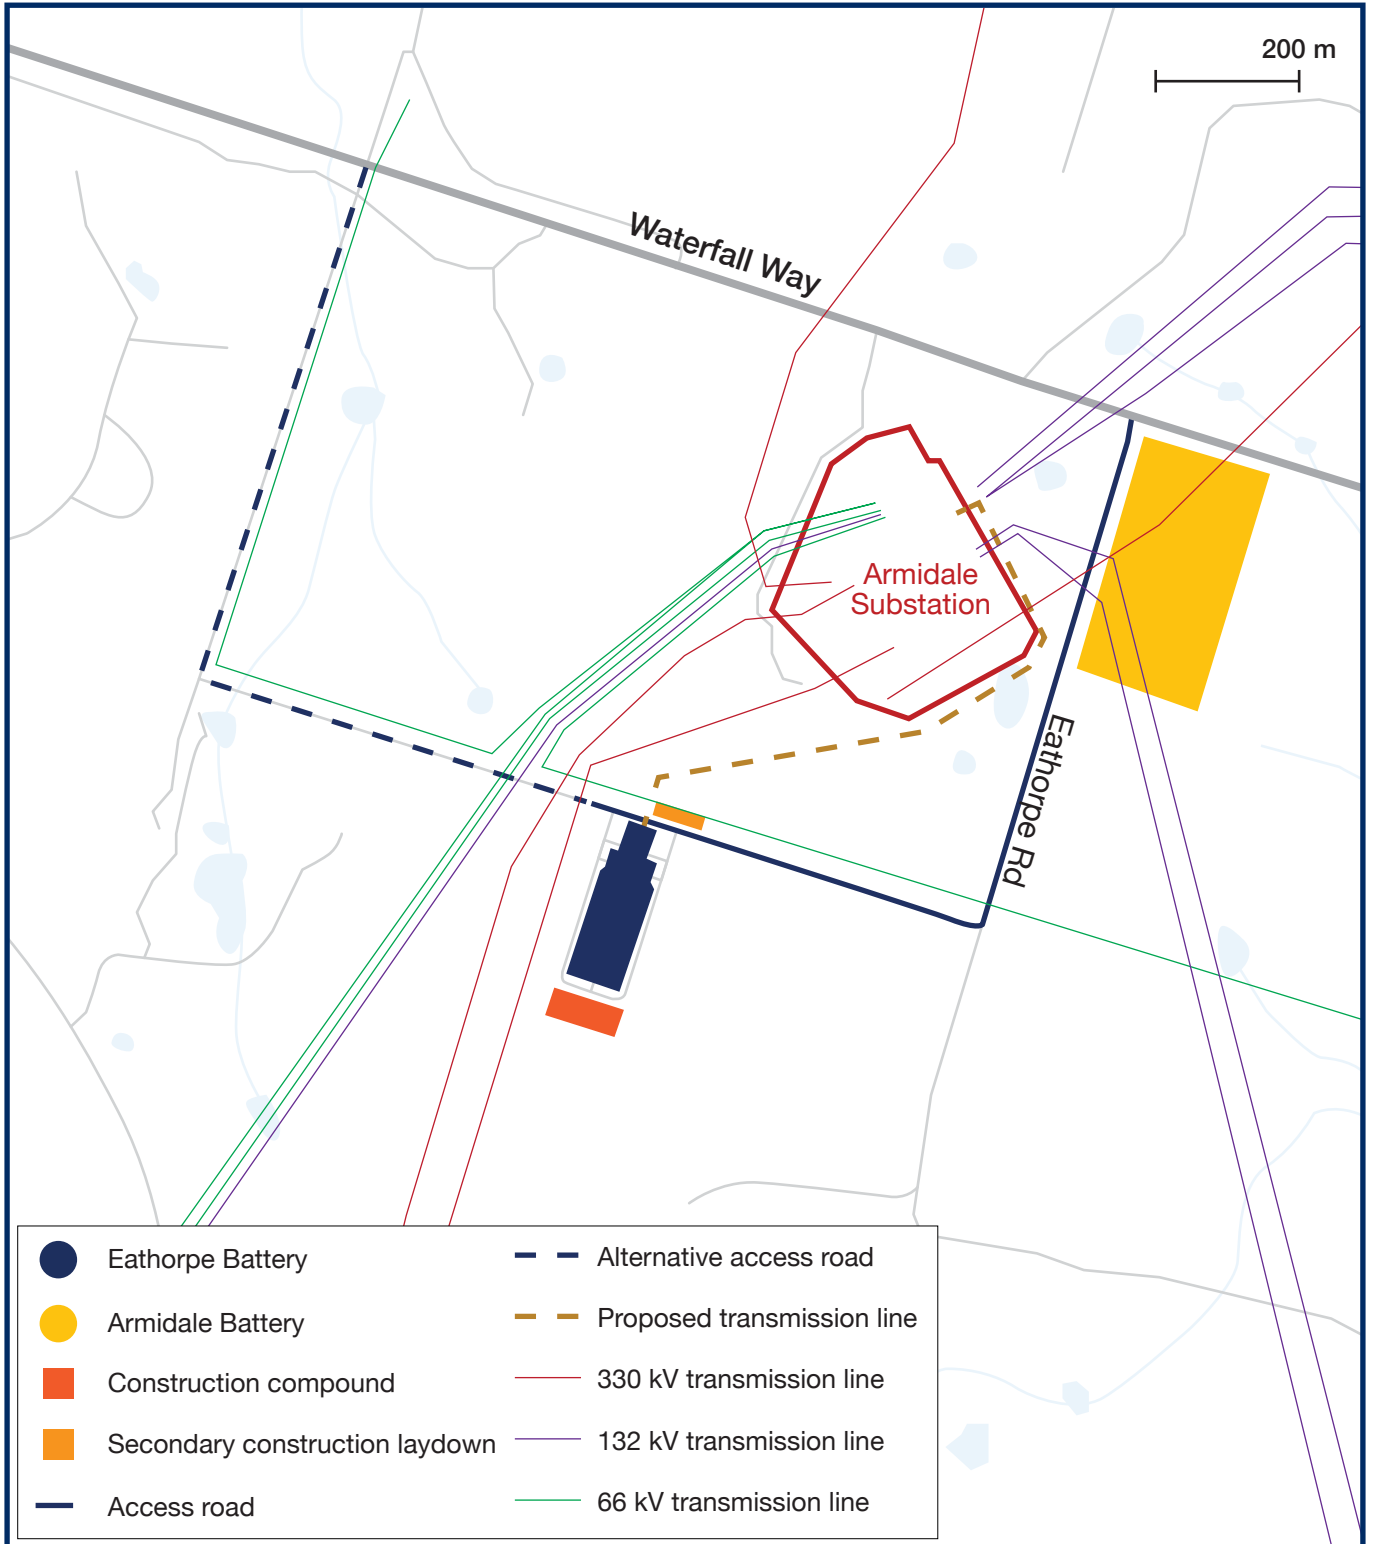 200 m
Waterfall Way
Armidale
Substation
Eathorpe Rd
Eathorpe Battery
Armidale Battery
Construction compound
Secondary construction laydown
Access road
Alternative access road
Proposed transmission line
330 kV transmission line
132 kV transmission line
66 kV transmission line